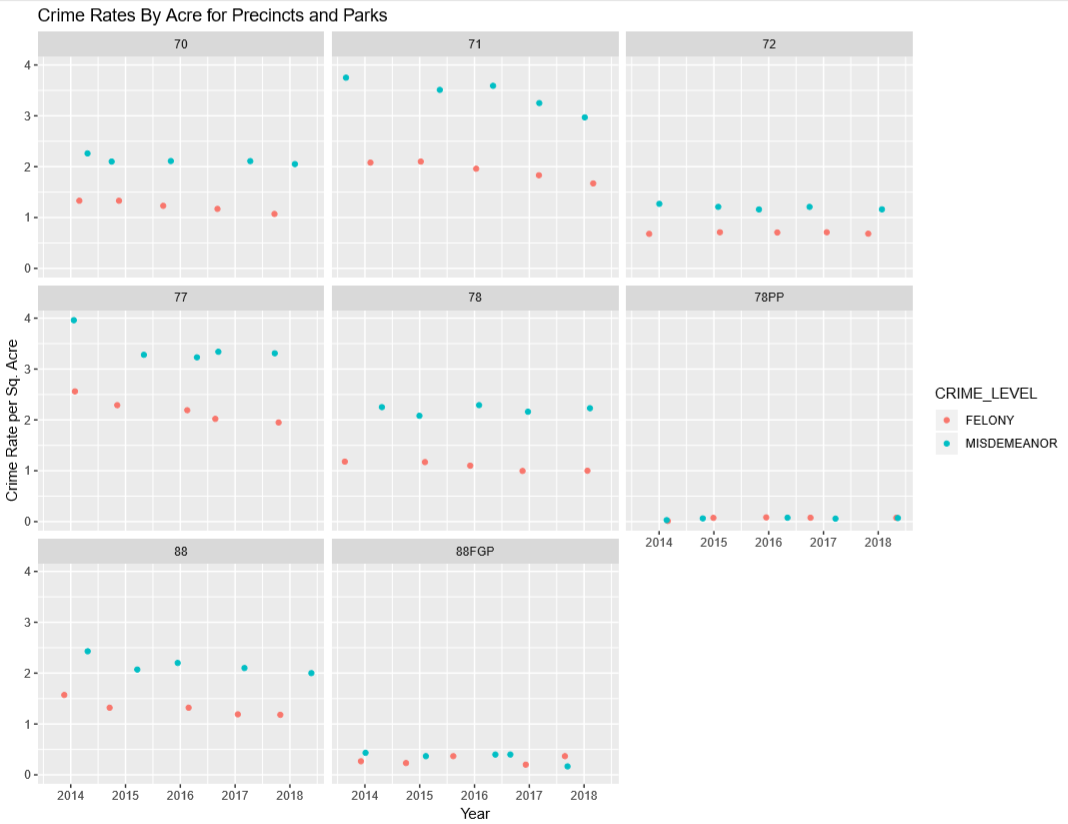 Crime Rates By Acre for Precincts and Parks
70 71 72
4
3
2
1
0
77 78 78PP
4
3
2
1
0
2014 2015 2016 2017 2018
88 88FGP
4
3
2
1
0
2014 2015 2016 2017 2018 2014 2015 2016 2017 2018
Year
Crime Rate per Sq. Acre
CRIME_LEVEL
FELONY
MISDEMEANOR